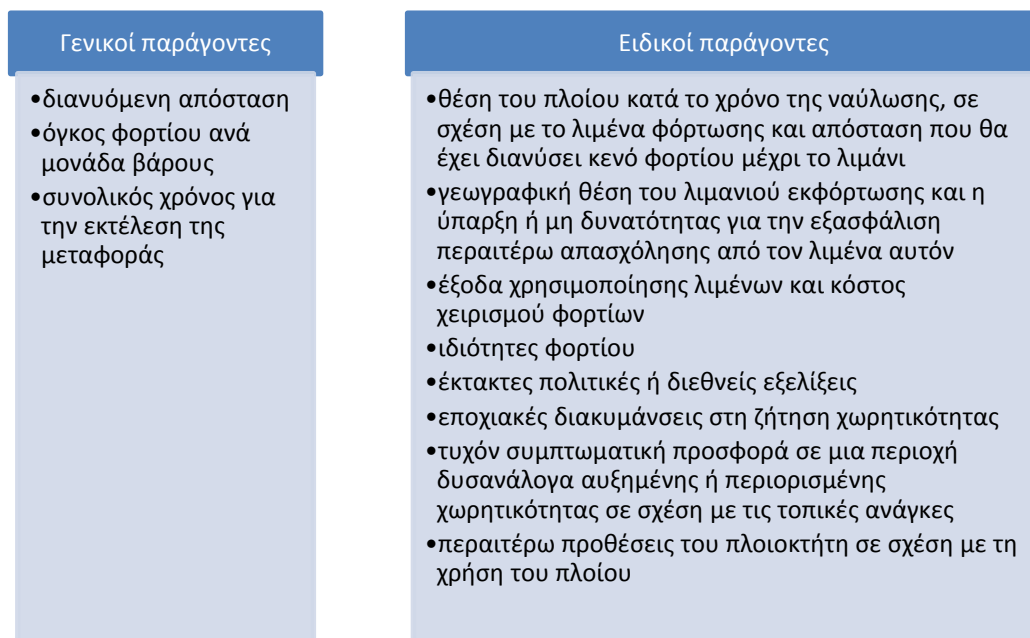 Γενικοί παράγοντες
•διανυόμενη απόσταση
•όγκος φορτίου ανά
μονάδα βάρους
•συνολικός χρόνος για
την εκτέλεση της
μεταφοράς
Ειδικοί παράγοντες
•θέση του πλοίου κατά το χρόνο της ναύλωσης, σε
σχέση με το λιμένα φόρτωσης και απόσταση που θα
έχει διανύσει κενό φορτίου μέχρι το λιμάνι
•γεωγραφική θέση του λιμανιού εκφόρτωσης και η
ύπαρξη ή μη δυνατότητας για την εξασφάλιση
περαιτέρω απασχόλησης από τον λιμένα αυτόν
•έξοδα χρησιμοποίησης λιμένων και κόστος
χειρισμού φορτίων
•ιδιότητες φορτίου
•έκτακτες πολιτικές ή διεθνείς εξελίξεις
•εποχιακές διακυμάνσεις στη ζήτηση χωρητικότητας
•τυχόν συμπτωματική προσφορά σε μια περιοχή
δυσανάλογα αυξημένης ή περιορισμένης
χωρητικότητας σε σχέση με τις τοπικές ανάγκες
•περαιτέρω προθέσεις του πλοιοκτήτη σε σχέση με τη
χρήση του πλοίου